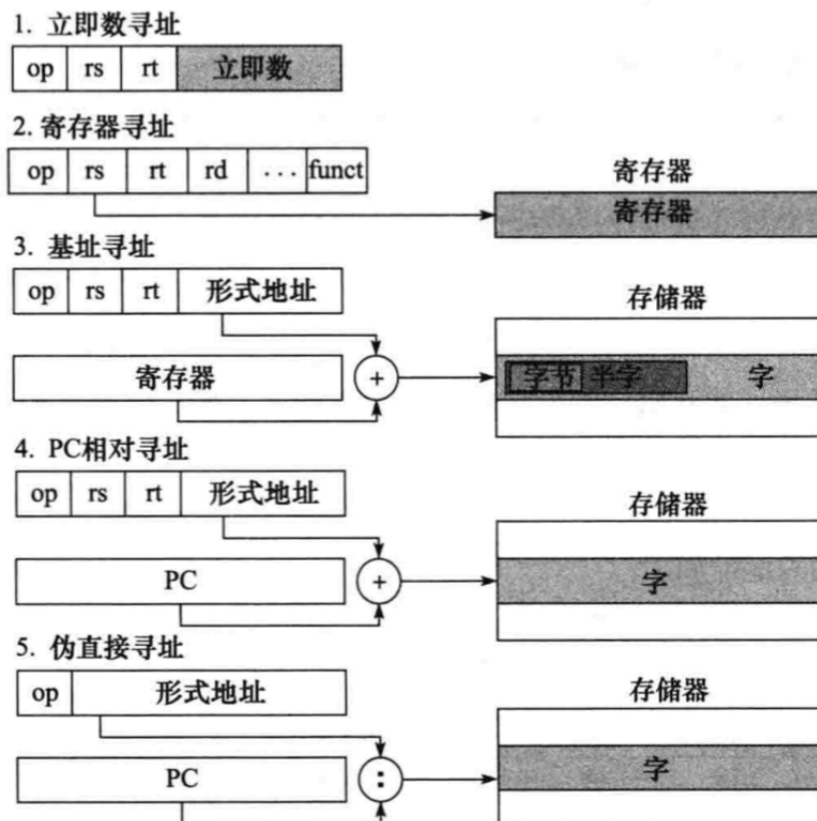 1. 立即数寻址
op rs rt 立即数
2. 寄存器寻址
op rs rt rd ... funct
寄存器
寄存器
3. 基址寻址
op rs rt 形式地址
存储器
寄存器 +
字节 半字 字
4. PC相对寻址
op rs rt 形式地址
存储器
PC +
字
5. 伪直接寻址
op 形式地址
存储器
PC :
字